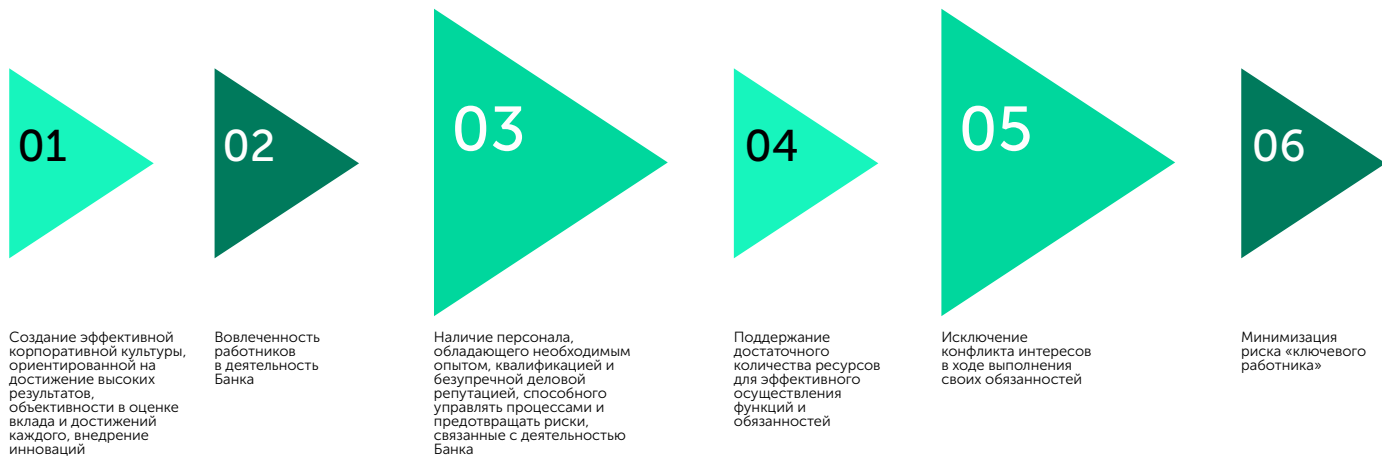 01
02
03
04
05
06
Создание эффективной
корпоративной культуры,
ориентированной на
достижение высоких
результатов,
объективности в оценке
вклада и достижений
каждого, внедрение
инноваций
Вовлеченность
работников
в деятельность
Банка
Наличие персонала,
обладающего необходимым
опытом, квалификацией и
безупречной деловой
репутацией, способного
управлять процессами и
предотвращать риски,
связанные с деятельностью
Банка
Поддержание
достаточного
количества ресурсов
для эффективного
осуществления
функций и
обязанностей
Исключение
конфликта интересов
в ходе выполнения
своих обязанностей
Минимизация
риска «ключевого
работника»